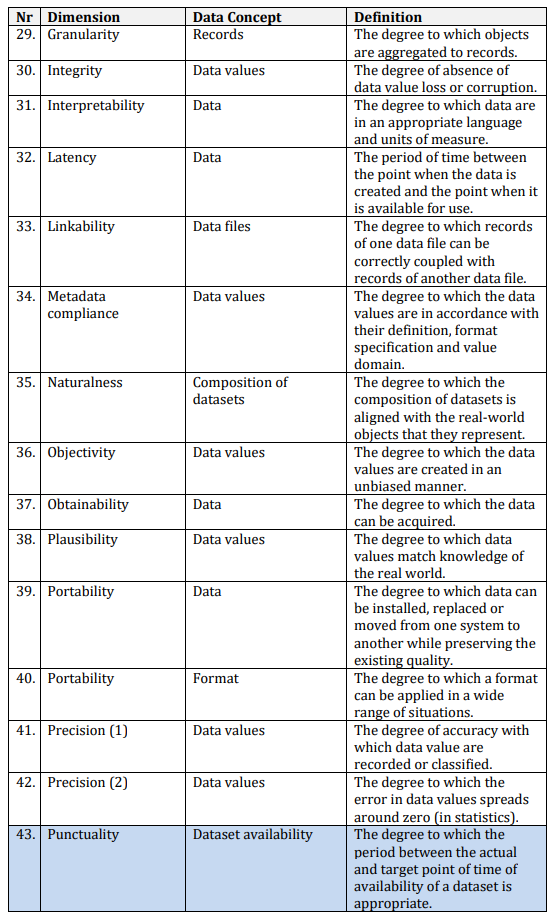 Nr Dimension Data Concept Definition
29. Granularity Records The degree to which objects
are aggregated to records.
30. Integrity Data values The degree of absence of
data value loss or corruption.
31. Interpretability Data The degree to which data are
in an appropriate language
and units of measure.
32. Latency Data The period of time between
the point when the data is
created and the point when it
is available for use.
33. Linkability Data files The degree to which records
of one data file can be
correctly coupled with
records of another data file.
34. Metadata Data values The degree to which the data
compliance values are in accordance with
their definition, format
specification and value
domain.
35. Naturalness Composition of The degree to which the
datasets composition of datasets is
aligned with the real-world
objects that they represent.
36. Objectivity Data values The degree to which the data
values are created in an
unbiased manner.
37. Obtainability Data The degree to which the data
can be acquired.
38. Plausibility Data values The degree to which data
values match knowledge of
the real world.
39. Portability Data The degree to which data can
be installed, replaced or
moved from one system to
another while preserving the
existing quality.
40. Portability Format The degree to which a format
can be applied in a wide
range of situations.
41. Precision (1) Data values The degree of accuracy with
which data value are
recorded or classified.
42. Precision (2) Data values The degree to which the
error in data values spreads
around zero (in statistics).
43. Punctuality Dataset availability The degree to which the
period between the actual
and target point of time of
availability of a dataset is
appropriate.